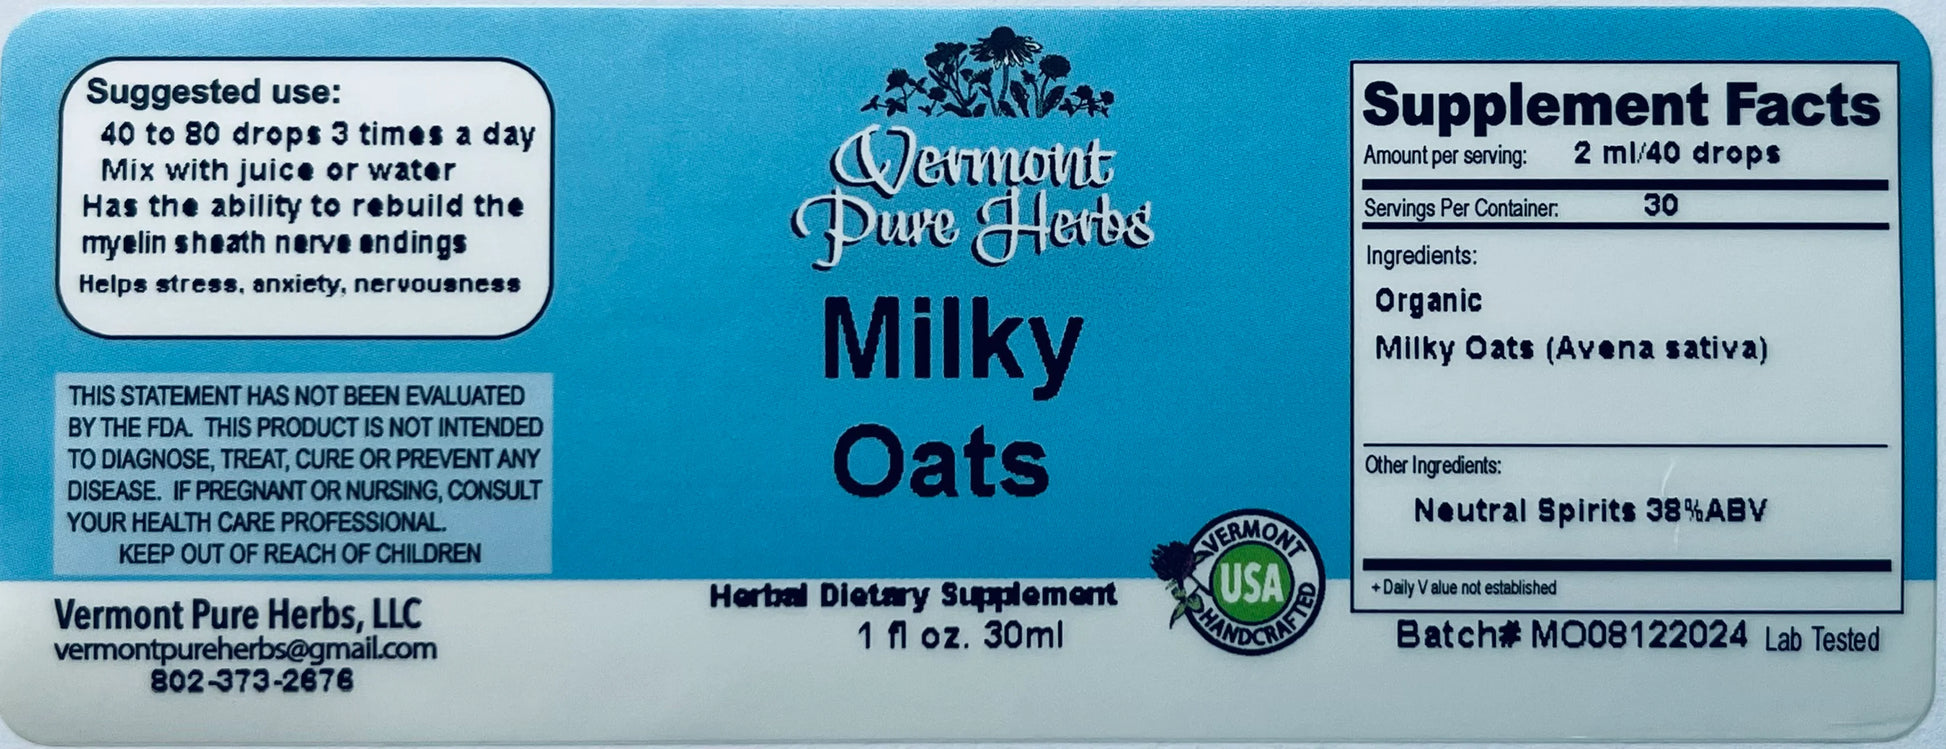 Suggested use:
40 to 80 drops 3 times a day
Mix with juice or water
Has the ability to rebuild the
myelin sheath nerve endings
Helps stress, anxiety, nervousness
THIS STATEMENT HAS NOT BEEN EVALUATED
BY THE FDA. THIS PRODUCT IS NOT INTENDED
TO DIAGNOSE, TREAT, CURE OR PREVENT ANY
DISEASE. IF PREGNANT OR NURSING, CONSULT
YOUR HEALTH CARE PROFESSIONAL.
KEEP OUT OF REACH OF CHILDREN
Vermont Pure Herbs, LLC
vermontpureherbs@gmail.com
802-373-2676
Vermont
Pure Herbs
Milky
Oats
Herbal Dietary Supplement
1 fl oz. 30ml
VERMONT
USA
HANDCRAFTED
Supplement Facts
Amount per serving: 2 ml/40 drops
Servings Per Container: 30
Ingredients:
Organic
Milky Oats (Avena sativa)
Other Ingredients:
Neutral Spirits 38%ABV
+ Daily V alue not established
Batch# MO08122024 Lab Tested